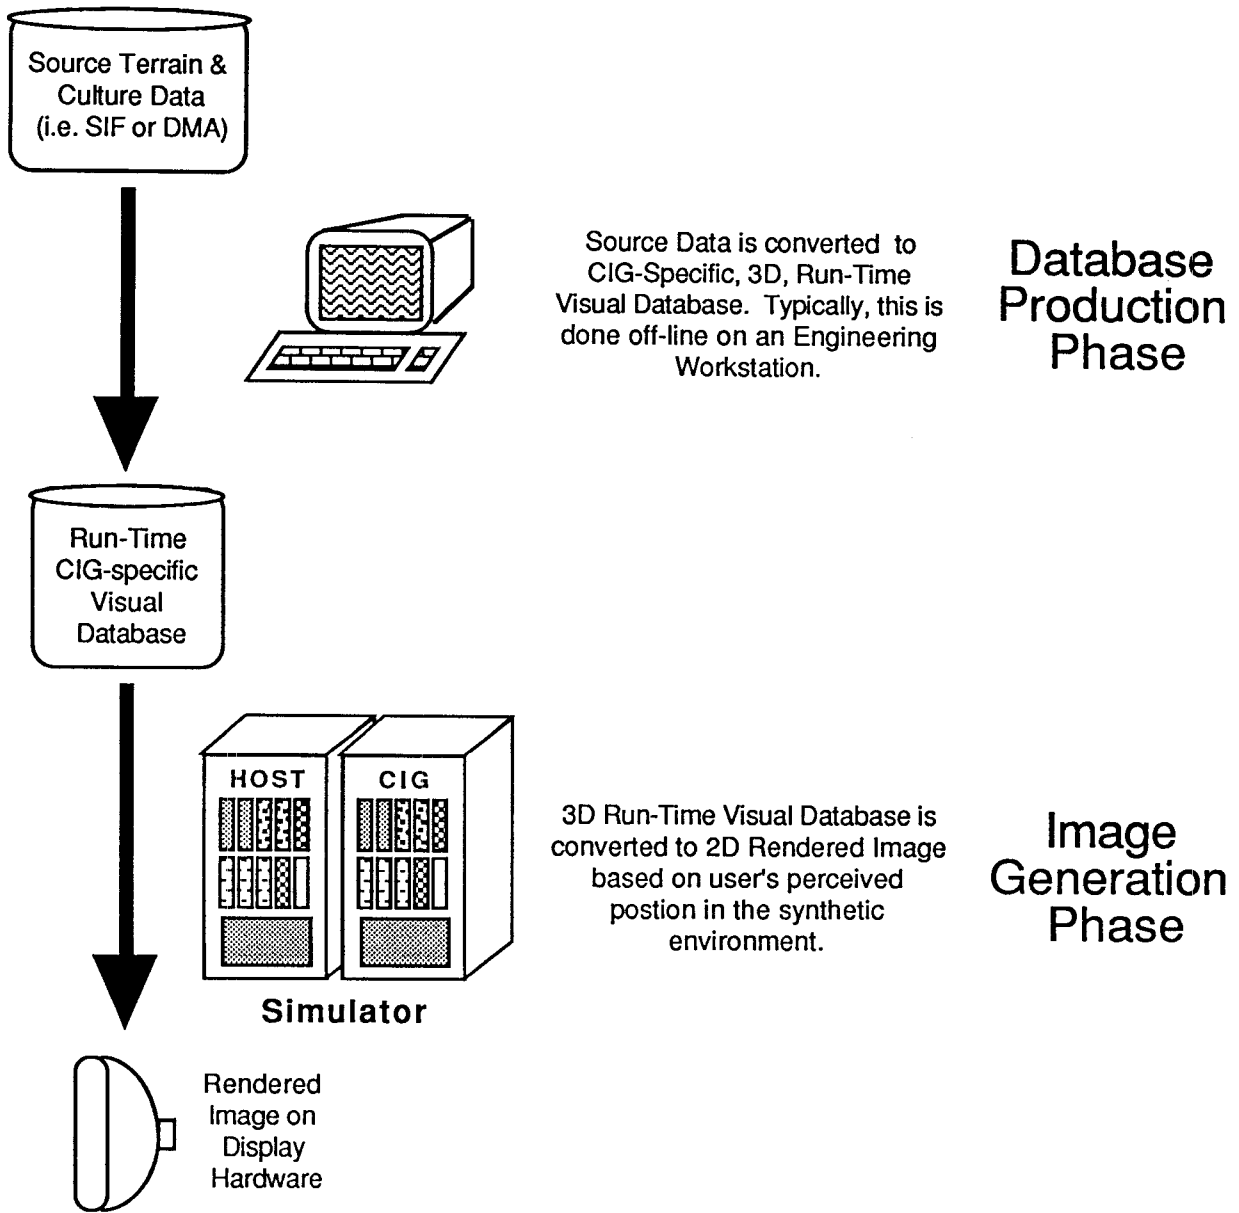 Source Terrain &
Culture Data
(i.e. SIF or DMA)
Source Data is converted to
CIG-Specific, 3D, Run-Time
Visual Database. Typically, this is
done off-line on an Engineering
Workstation.
Database
Production
Phase
Run-Time
CIG-specific
Visual
Database
HOST
CIG
Simulator
3D Run-Time Visual Database is
converted to 2D Rendered Image
based on user's perceived
postion in the synthetic
environment.
Image
Generation
Phase
Rendered
Image on
Display
Hardware